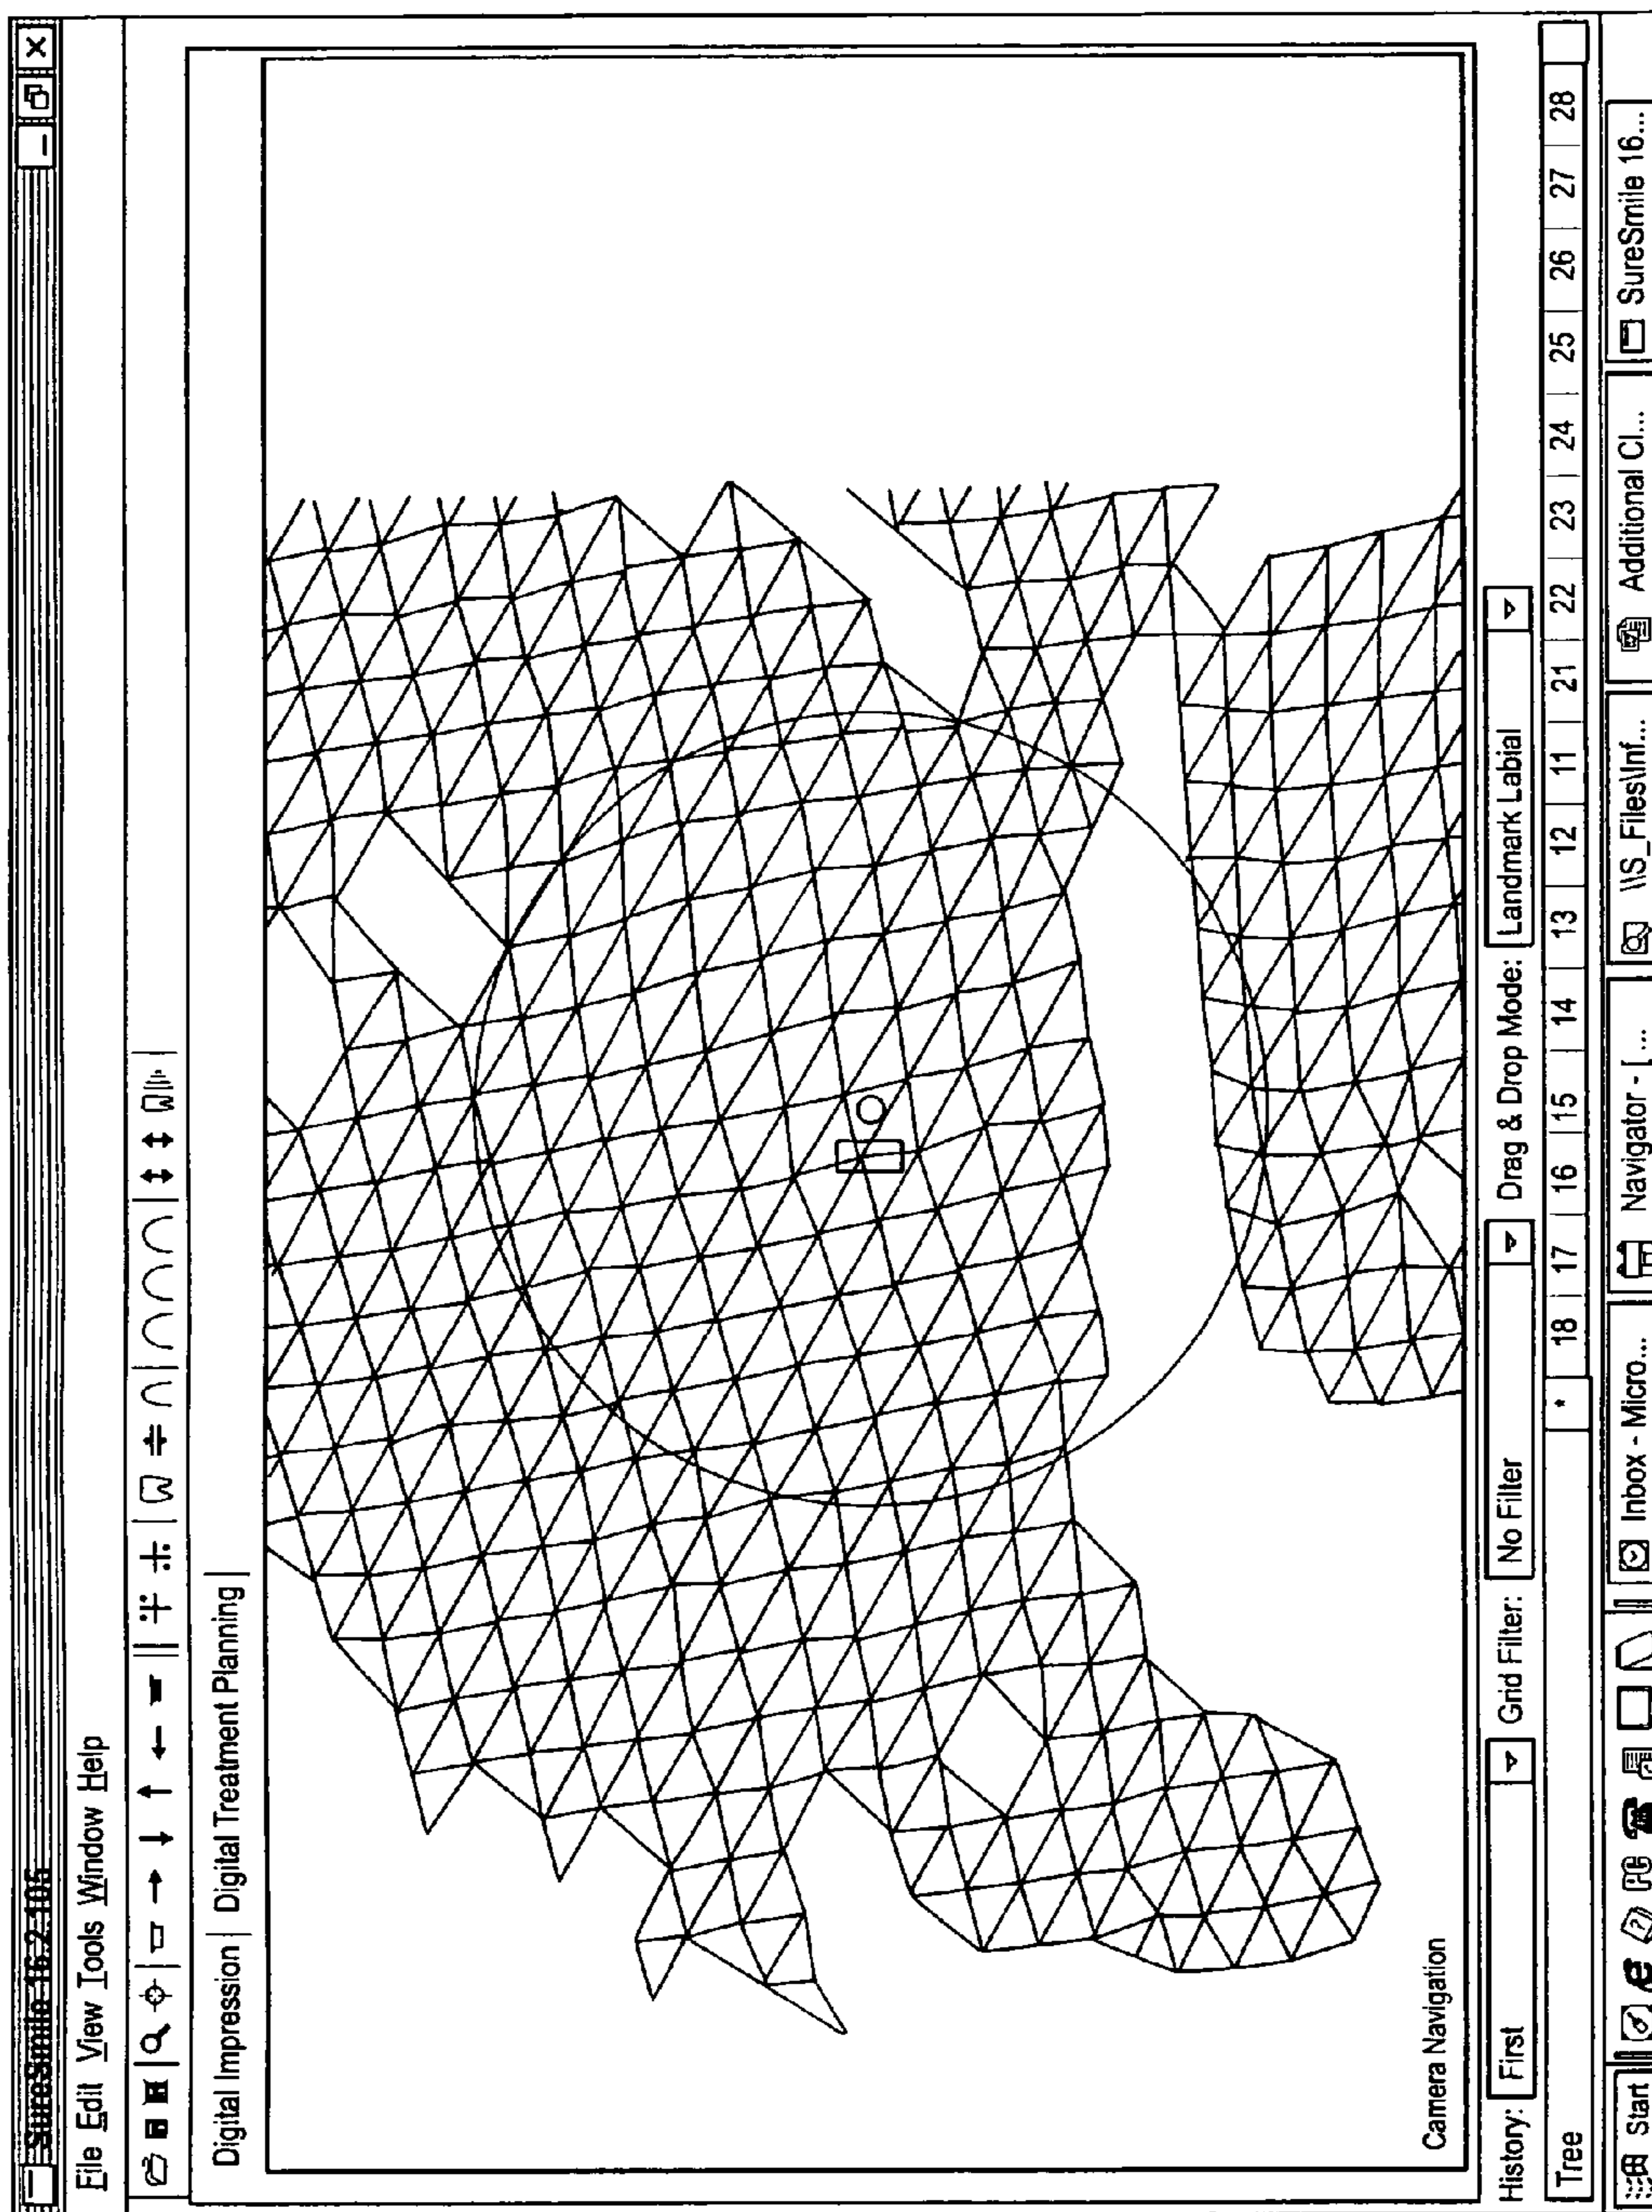 SureSmile 16.2.105
File Edit View Tools Window Help
Digital Impression Digital Treatment Planning
Camera Navigation
History: First Grid Filter: No Filter Drag & Drop Mode: Landmark Labial
Tree * 18 17 16 15 14 13 12 11 21 22 23 24 25 26 27 28
Start Inbox - Micro... Navigator - [ ... \\S_Files\Inf... Additional Cl... SureSmile 16...